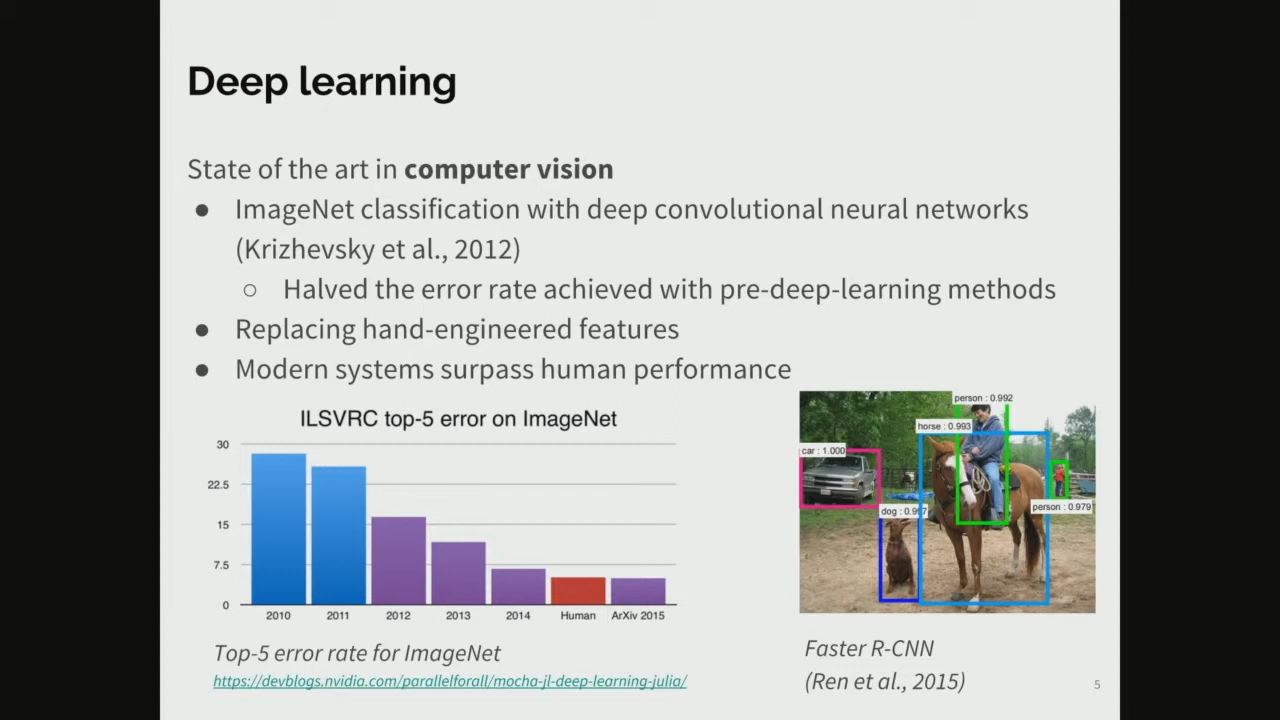 Deep learning
State of the art in computer vision
● ImageNet classification with deep convolutional neural networks
(Krizhevsky et al., 2012)
○ Halved the error rate achieved with pre-deep-learning methods
● Replacing hand-engineered features
● Modern systems surpass human performance
ILSVRC top-5 error on ImageNet
30
22.5
15
7.5
0
2010 2011 2012 2013 2014 Human ArXiv 2015
Top-5 error rate for ImageNet
https://devblogs.nvidia.com/parallelforall/mocha-jl-deep-learning-julia/
person : 0.992
horse : 0.993
car : 1.000
dog : 0.997
person : 0.979
Faster R-CNN
(Ren et al., 2015)
5